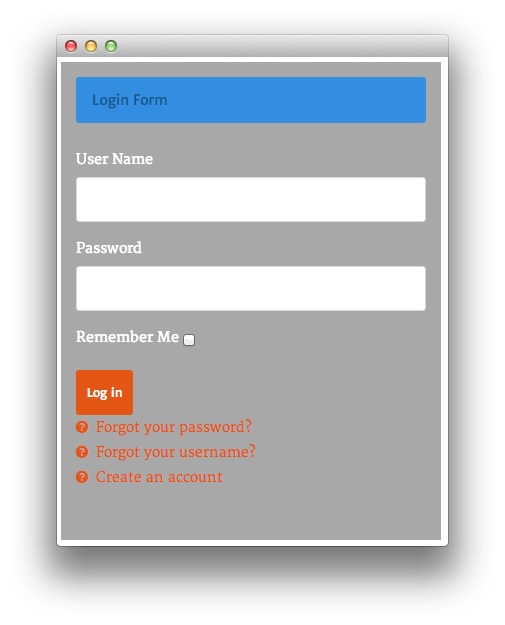 Login Form
User Name
Password
Remember Me
Log in
? Forgot your password?
? Forgot your username?
? Create an account